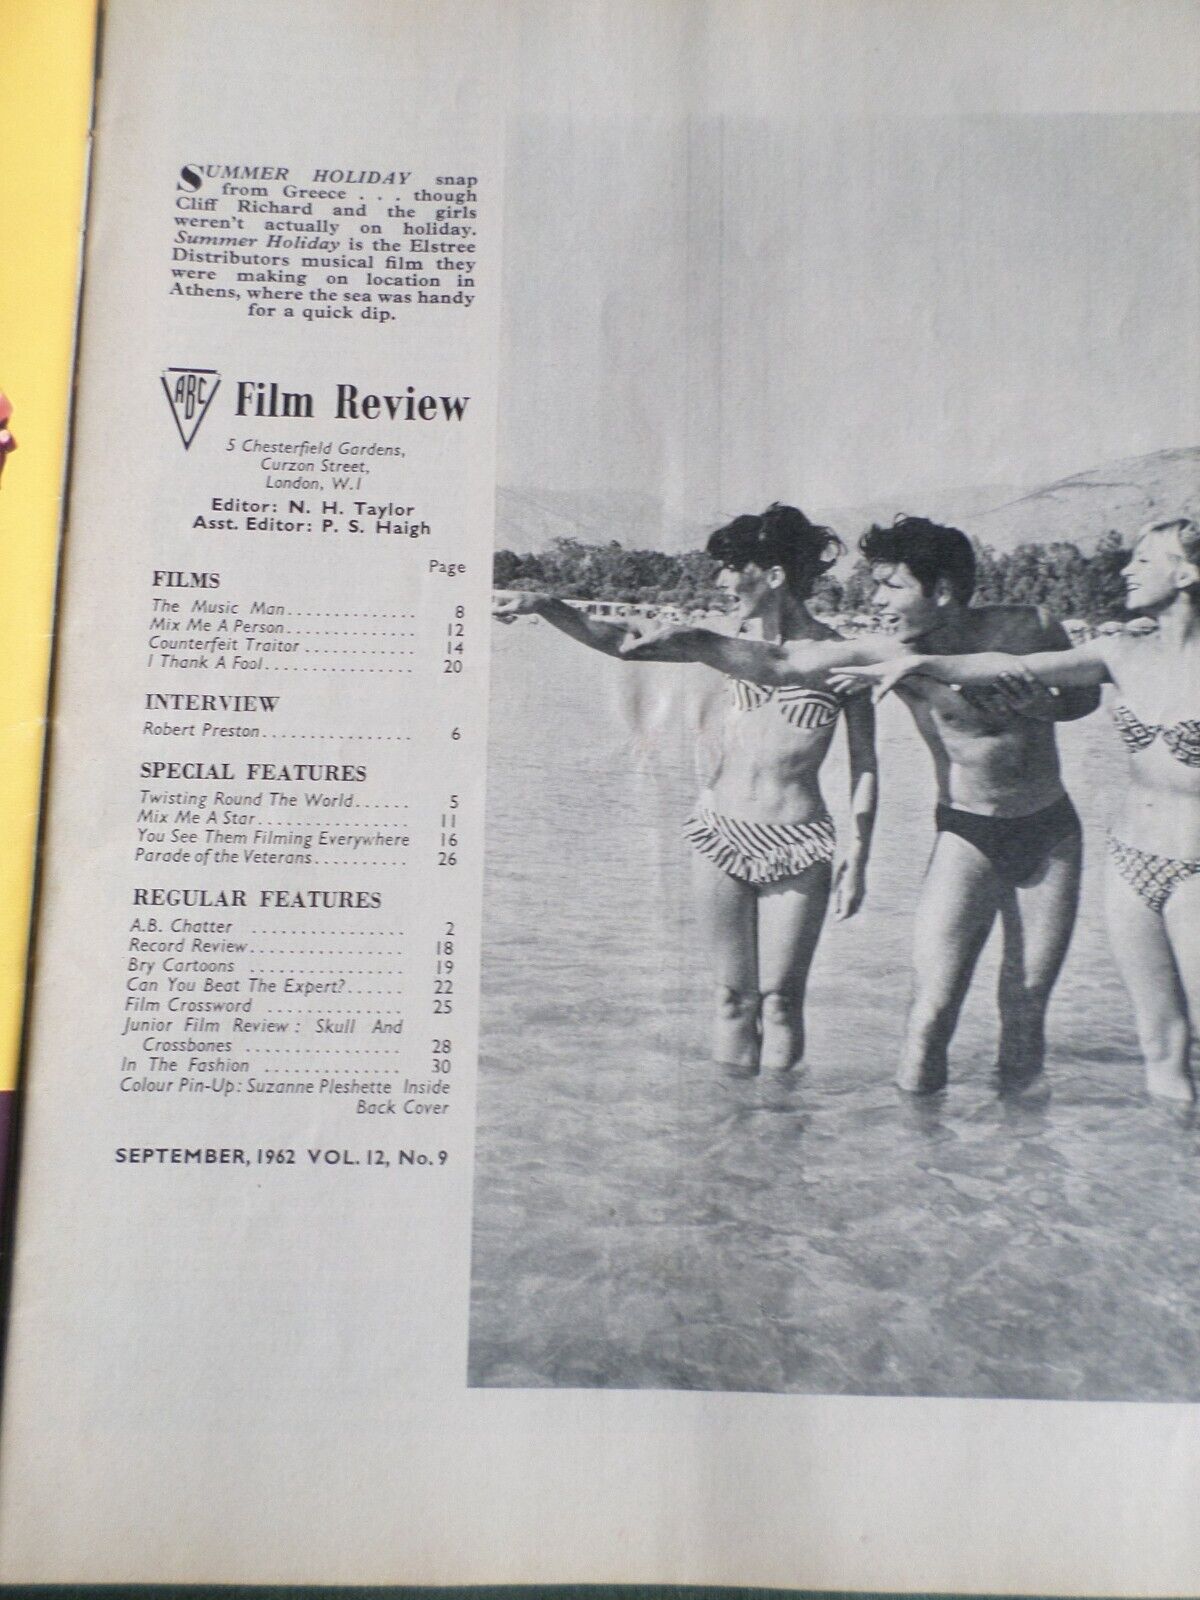 SUMMER HOLIDAY snap
from Greece . . . though
Cliff Richard and the girls
weren't actually on holiday.
Summer Holiday is the Elstree
Distributors musical film they
were making on location in
Athens, where the sea was handy
for a quick dip.
ABC Film Review
5 Chesterfield Gardens,
Curzon Street,
London, W.1
Editor: N. H. Taylor
Asst. Editor: P. S. Haigh
Page
FILMS
The Music Man............... 8
Mix Me A Person............... 12
Counterfeit Traitor ............ 14
I Thank A Fool................ 20
INTERVIEW
Robert Preston................ 6
SPECIAL FEATURES
Twisting Round The World...... 5
Mix Me A Star................ 11
You See Them Filming Everywhere 16
Parade of the Veterans.......... 26
REGULAR FEATURES
A.B. Chatter ................ 2
Record Review................ 18
Bry Cartoons ................ 19
Can You Beat The Expert?...... 22
Film Crossword .............. 25
Junior Film Review : Skull And
Crossbones ................ 28
In The Fashion .............. 30
Colour Pin-Up: Suzanne Pleshette Inside
Back Cover
SEPTEMBER, 1962 VOL. 12, No. 9